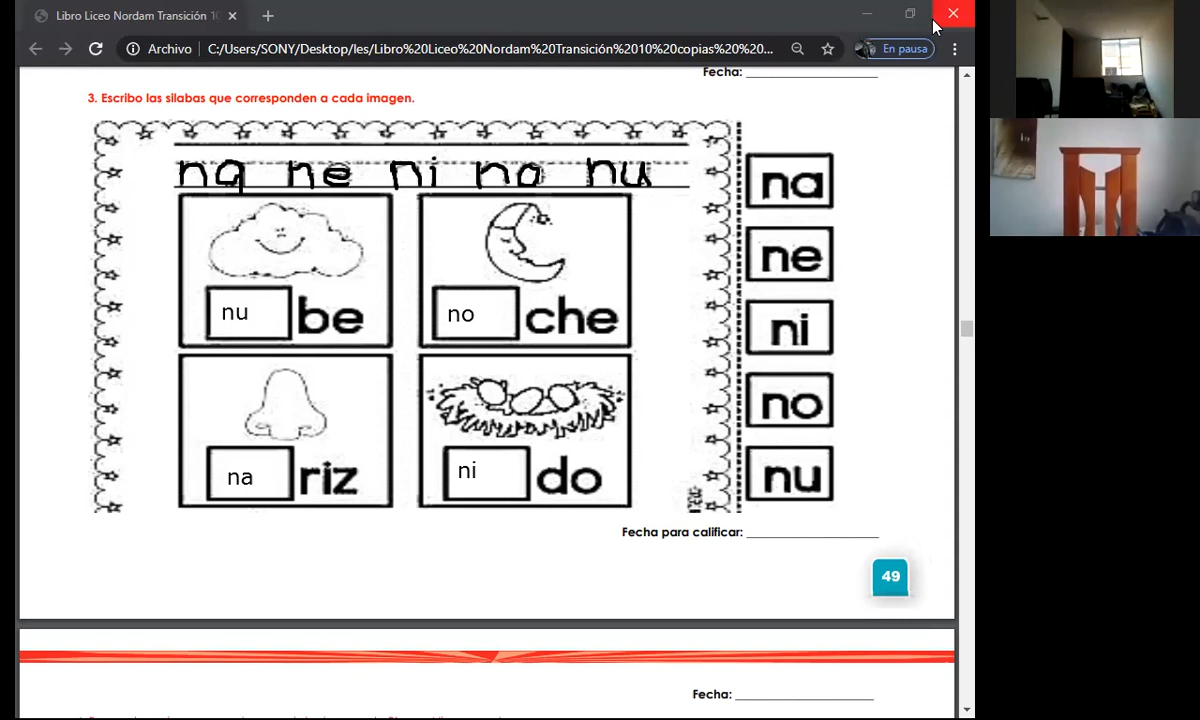 Libro Liceo Nordam Transición 10
Archivo C:/Users/SONY/Desktop/les/Libro%20Liceo%20Nordam%20Transición%2010%20copias%20%20... En pausa
Fecha:
3. Escribo las silabas que corresponden a cada imagen.
na ne ni no nu
nu be
no che
na riz
ni do
na
ne
ni
no
nu
Fecha para calificar:
49
Fecha: